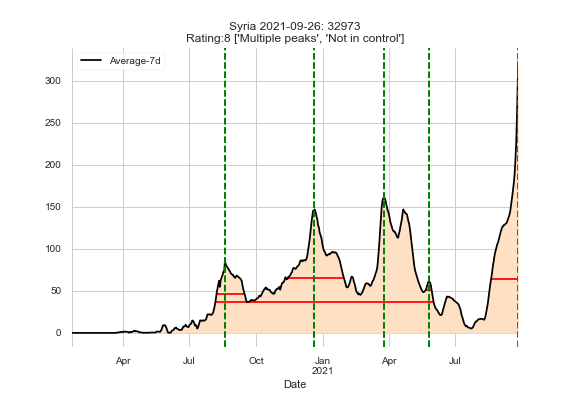 Syria 2021-09-26: 32973
Rating:8 ['Multiple peaks', 'Not in control']
Average-7d
300
250
200
150
100
50
0
Apr
Jul
Oct
Jan
2021
Apr
Jul
Date